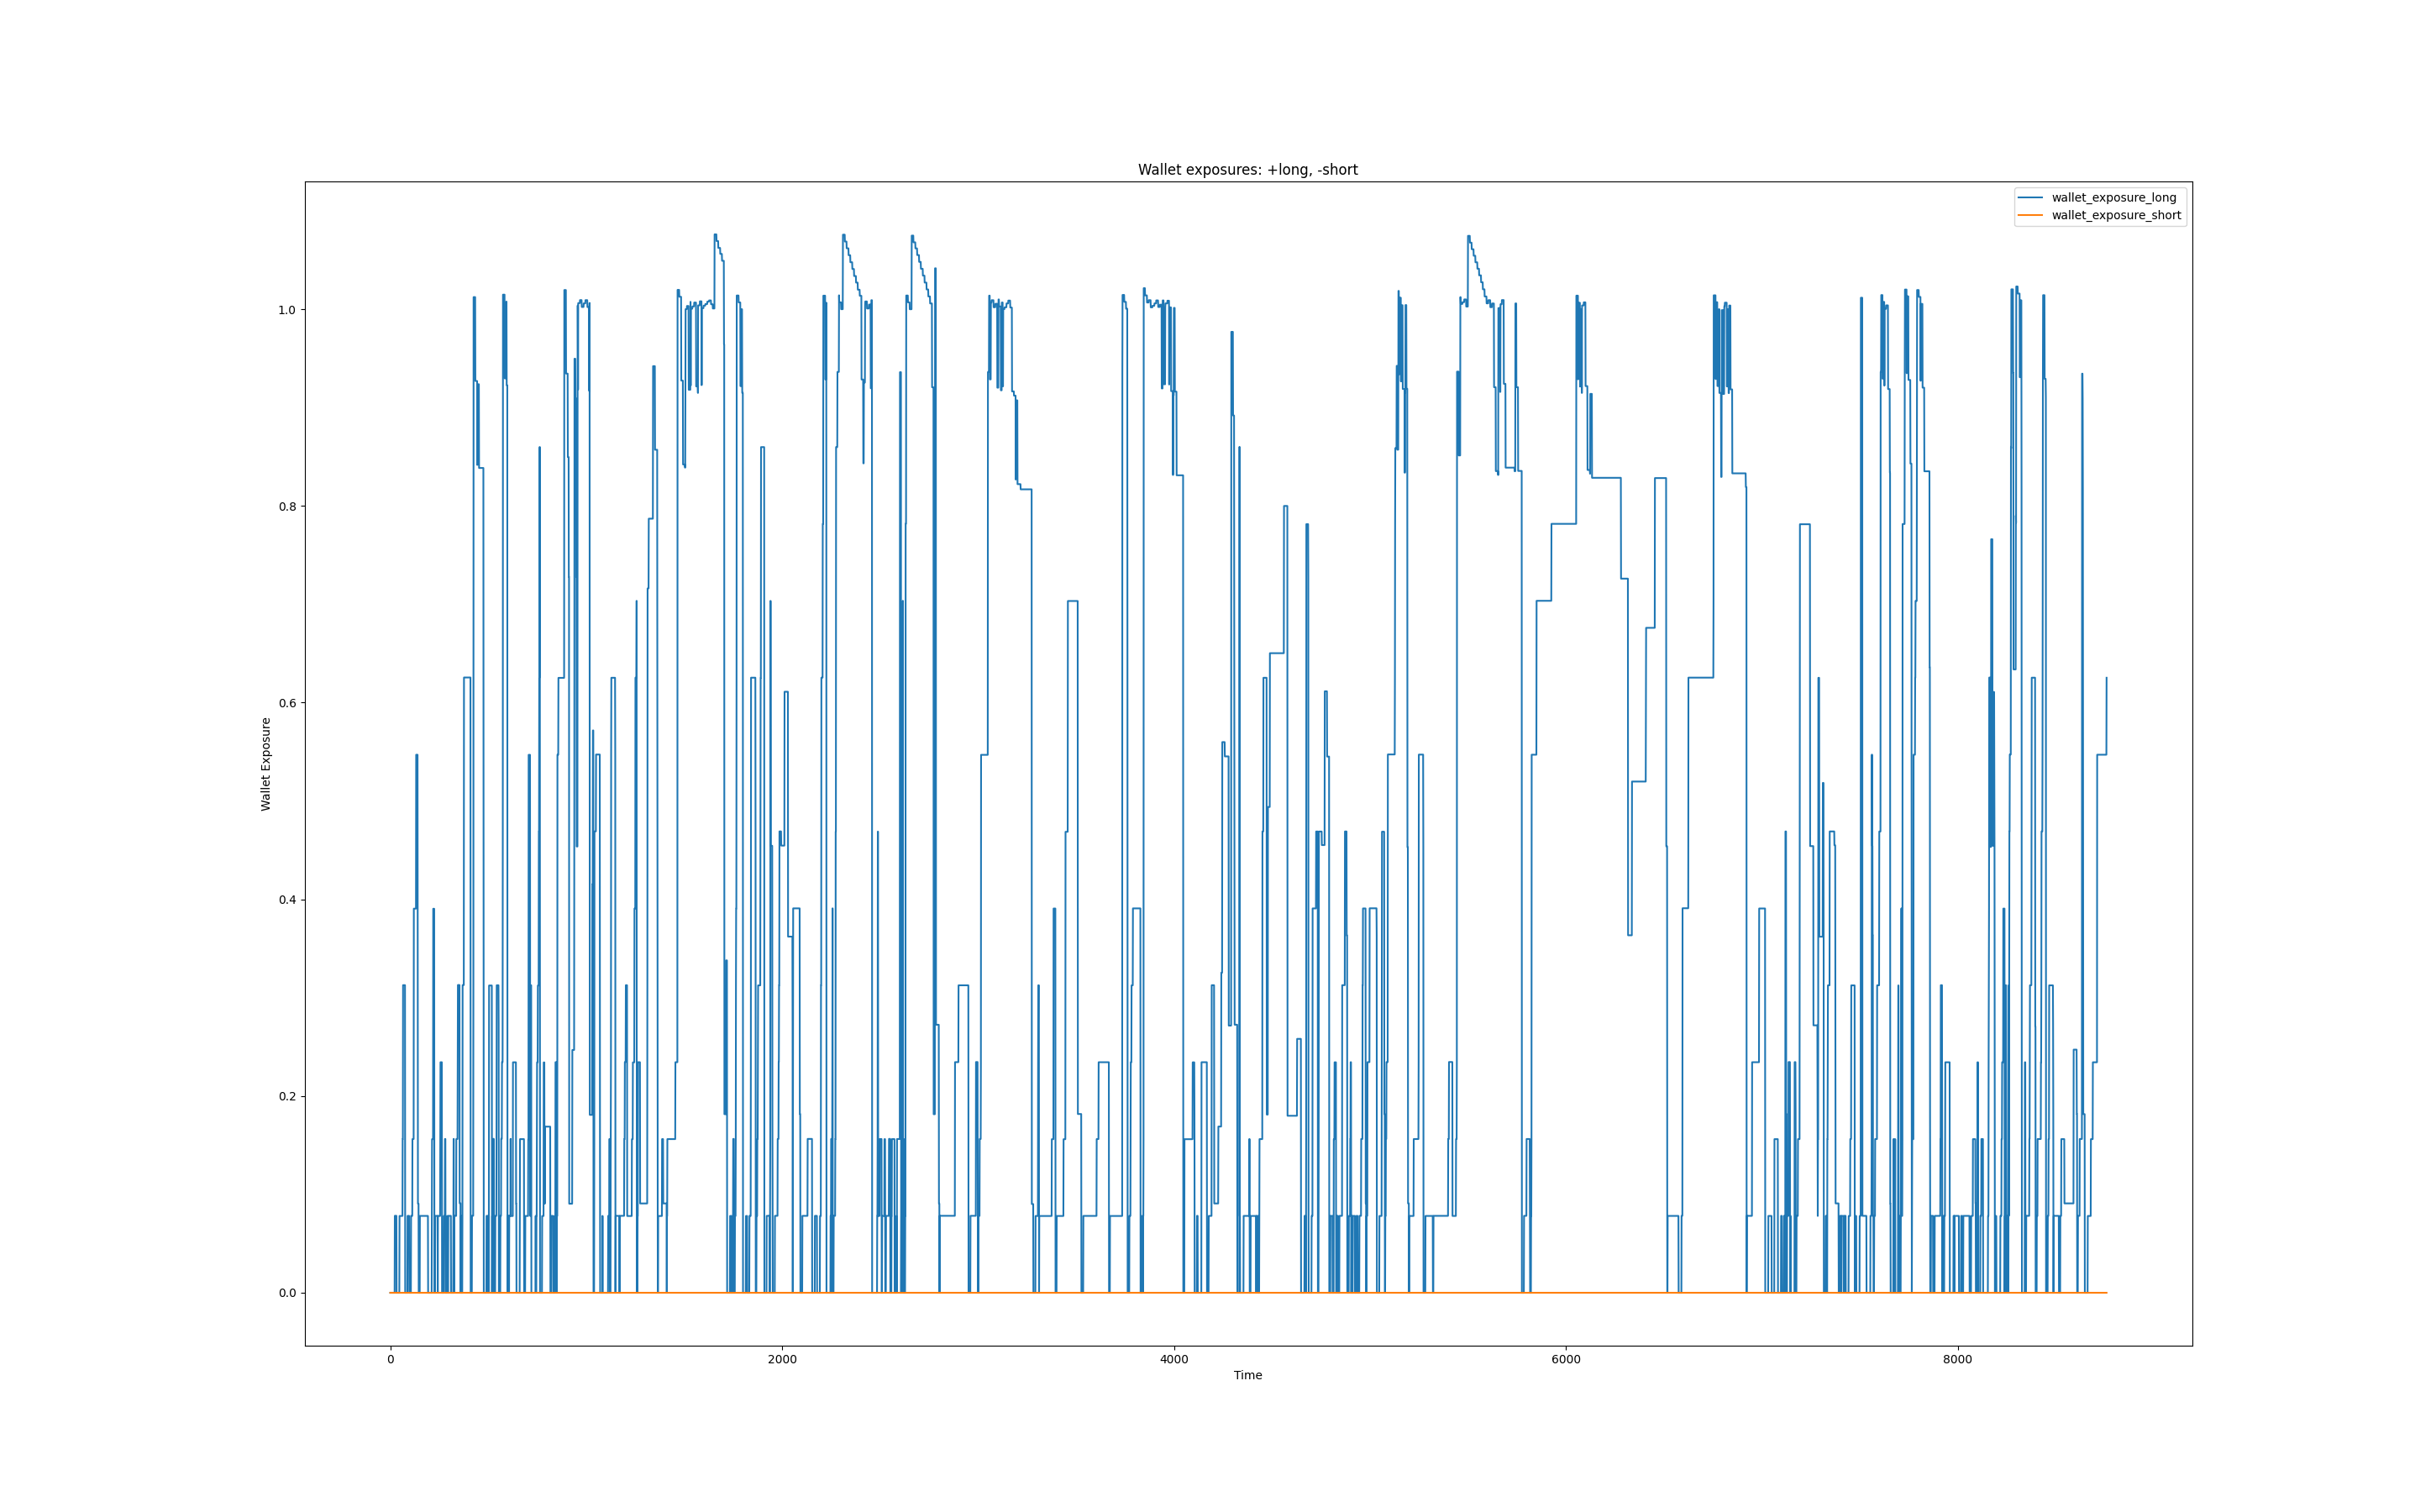 Wallet exposures: +long, -short
wallet_exposure_long
wallet_exposure_short
1.0
0.8
0.6
0.4
0.2
0.0
Wallet Exposure
0 2000 4000 6000 8000
Time